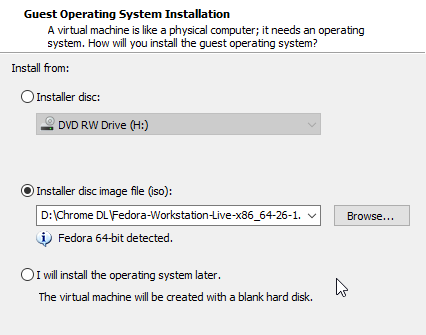 Guest Operating System Installation
A virtual machine is like a physical computer; it needs an operating
system. How will you install the guest operating system?
Install from:
Installer disc:
DVD RW Drive (H:)
Installer disc image file (iso):
D:\Chrome DL\Fedora-Workstation-Live-x86_64-26-1.
Browse...
Fedora 64-bit detected.
I will install the operating system later.
The virtual machine will be created with a blank hard disk.